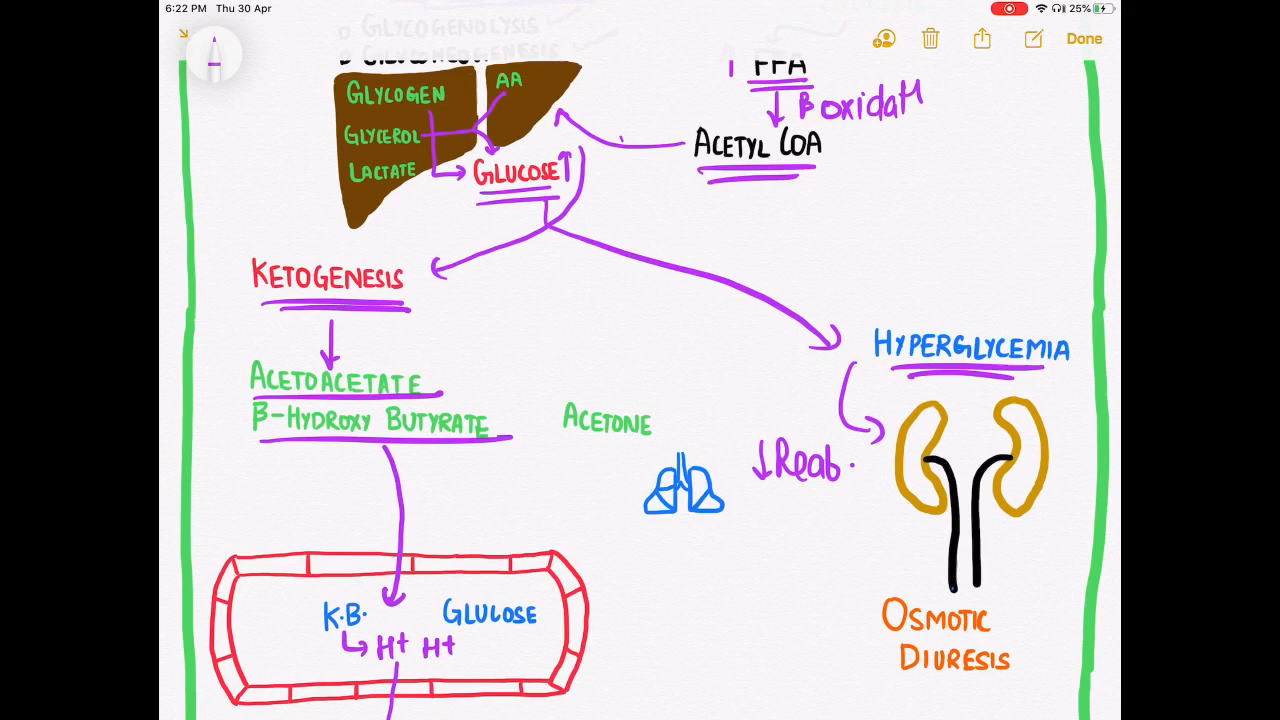 6:22 PM Thu 30 Apr
25%
GLYCOGENOLYSIS
Done
GLYCOGEN
AA
GLYCEROL
LACTATE
GLUCOSE↑
↑ FFA
↓ β oxidatⁿ
ACETYL COA
KETOGENESIS
HYPERGLYCEMIA
ACETOACETATE
β-HYDROXY BUTYRATE
ACETONE
↓Reab.
K.B. GLUCOSE
H+ H+
OSMOTIC
DIURESIS